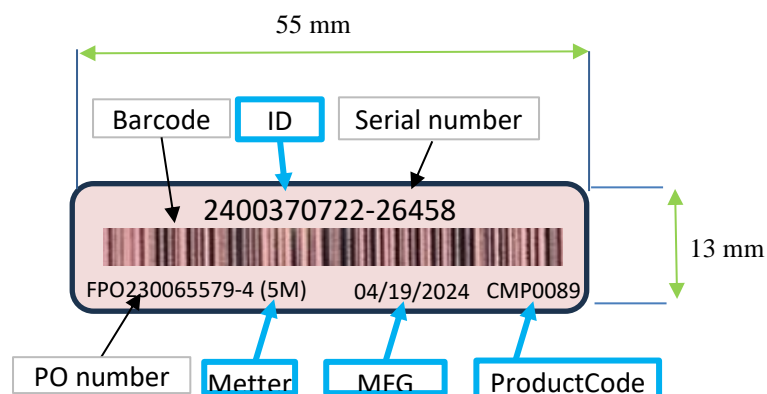 55 mm
Barcode ID Serial number
2400370722-26458
13 mm
FPO230065579-4 (5M) 04/19/2024 CMP0089
PO number Metter MFG ProductCode